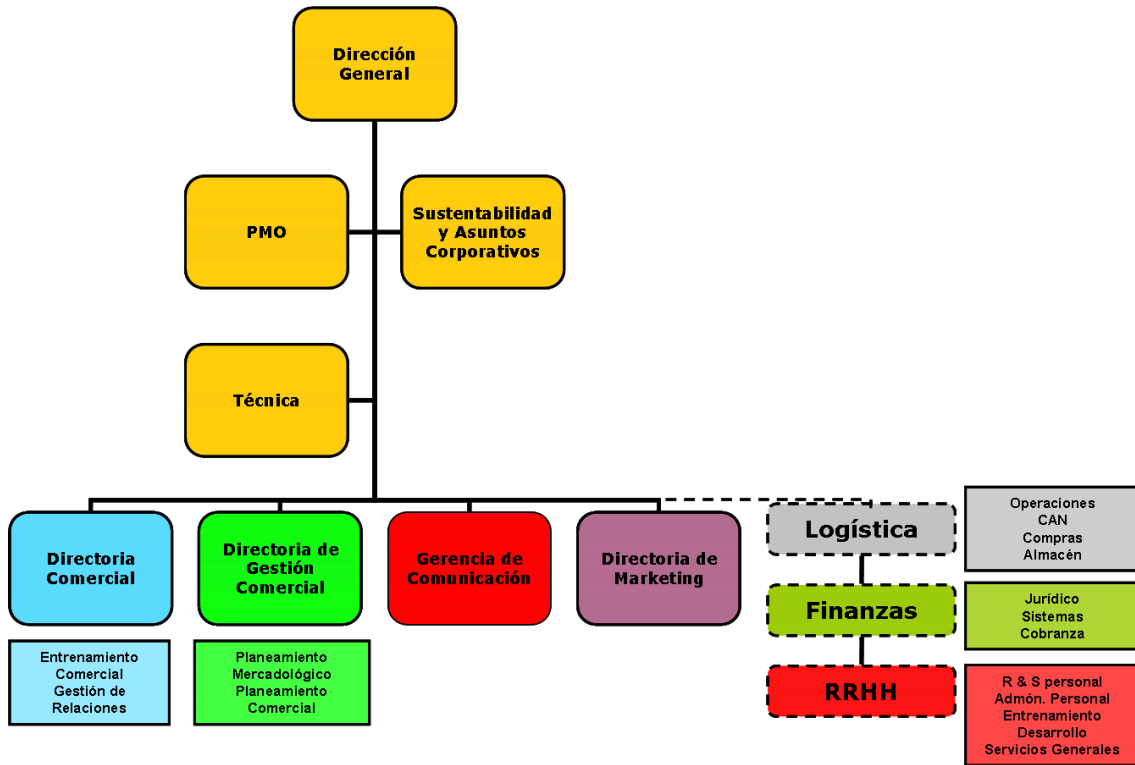 Dirección
General
PMO
Sustentabilidad
y Asuntos
Corporativos
Técnica
Directoria
Comercial
Directoria de
Gestión
Comercial
Gerencia de
Comunicación
Directoria de
Marketing
Logística
Operaciones
CAN
Compras
Almacén
Finanzas
Jurídico
Sistemas
Cobranza
RRHH
R & S personal
Admón. Personal
Entrenamiento
Desarrollo
Servicios Generales
Entrenamiento
Comercial
Gestión de
Relaciones
Planeamiento
Mercadológico
Planeamiento
Comercial